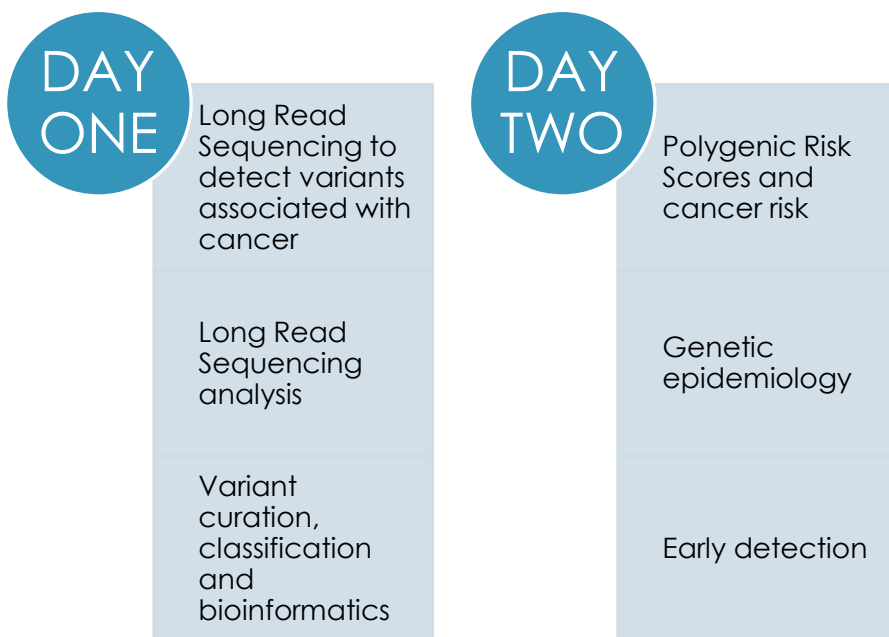 DAY
ONE
Long Read
Sequencing to
detect variants
associated with
cancer
Long Read
Sequencing
analysis
Variant
curation,
classification
and
bioinformatics
DAY
TWO
Polygenic Risk
Scores and
cancer risk
Genetic
epidemiology
Early detection